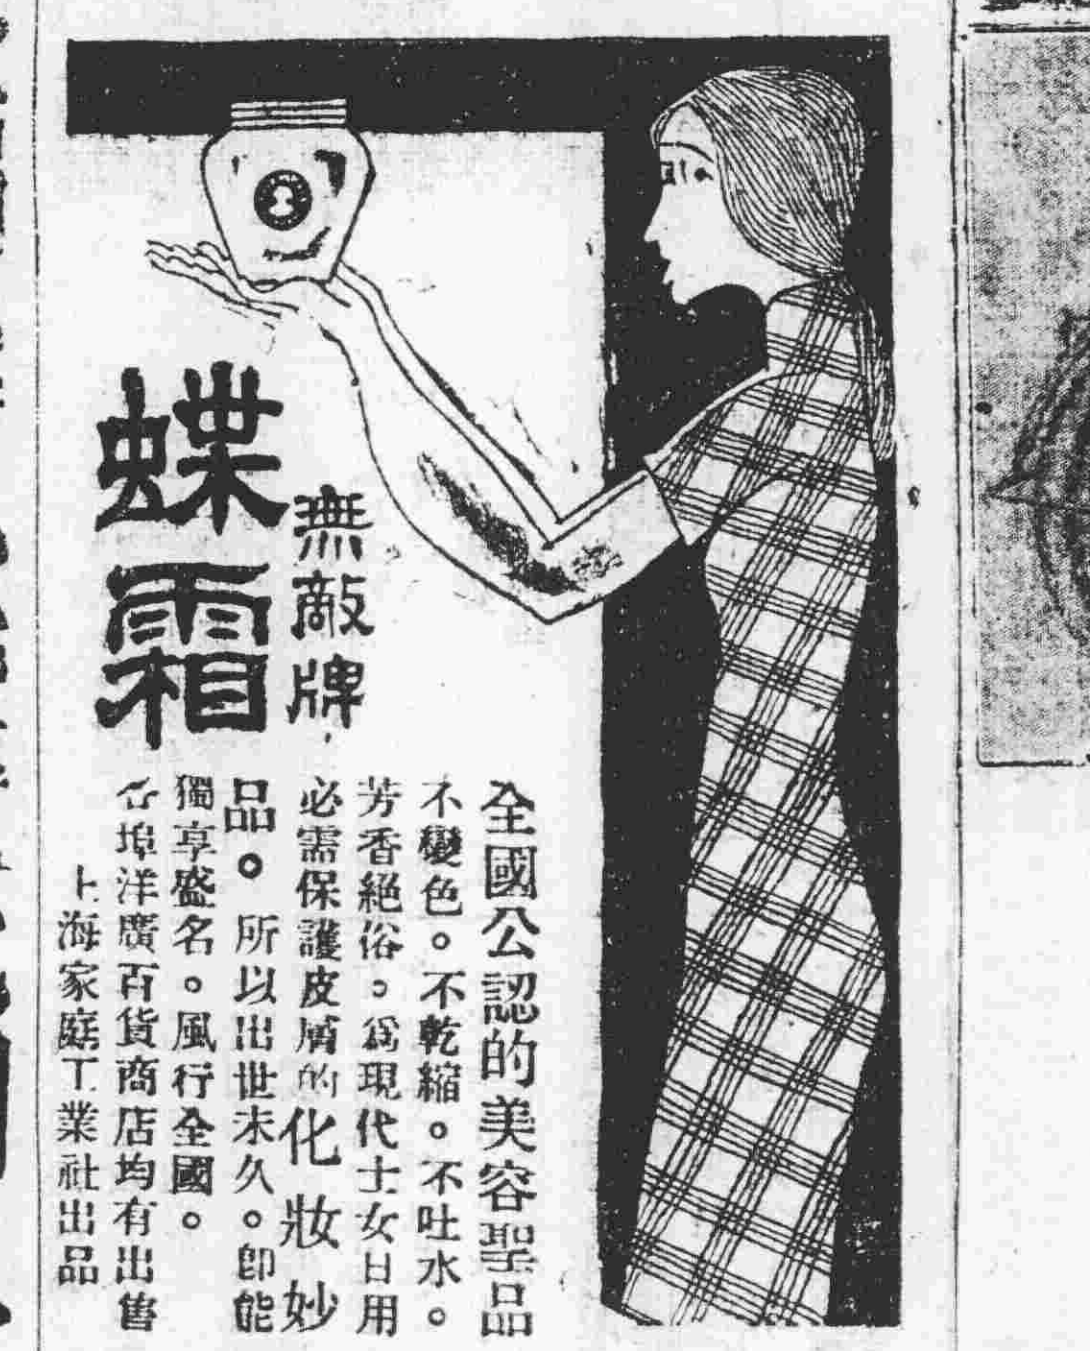 無敵牌
蝶霜
全國公認的美容聖品
不變色。不乾縮。不吐水。
芳香絕俗。爲現代士女日用
必需保護皮膚的化妝妙
品。所以出世未久。卽能
獨享盛名。風行全國。
各埠洋廣百貨商店均有出售
上海家庭工業社出品